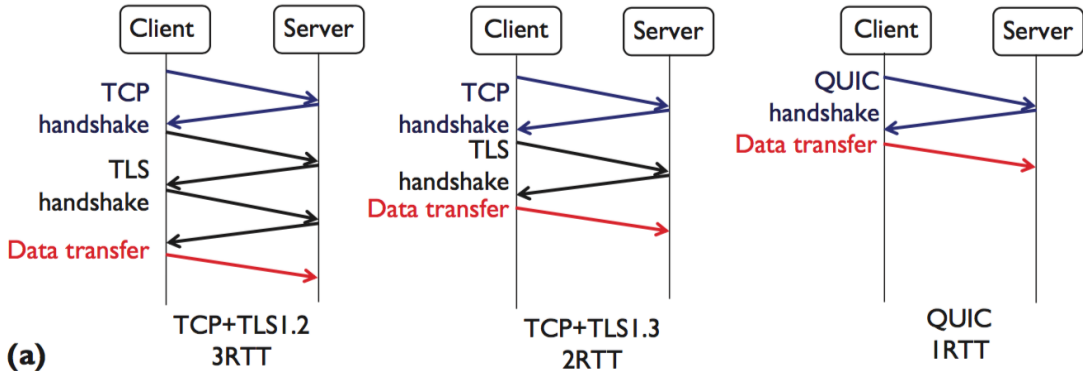 Client
Server
TCP
handshake
TLS
handshake
Data transfer
TCP+TLS1.2
3RTT
Client
Server
TCP
handshake
TLS
handshake
Data transfer
TCP+TLS1.3
2RTT
Client
Server
QUIC
handshake
Data transfer
QUIC
1RTT
(a)